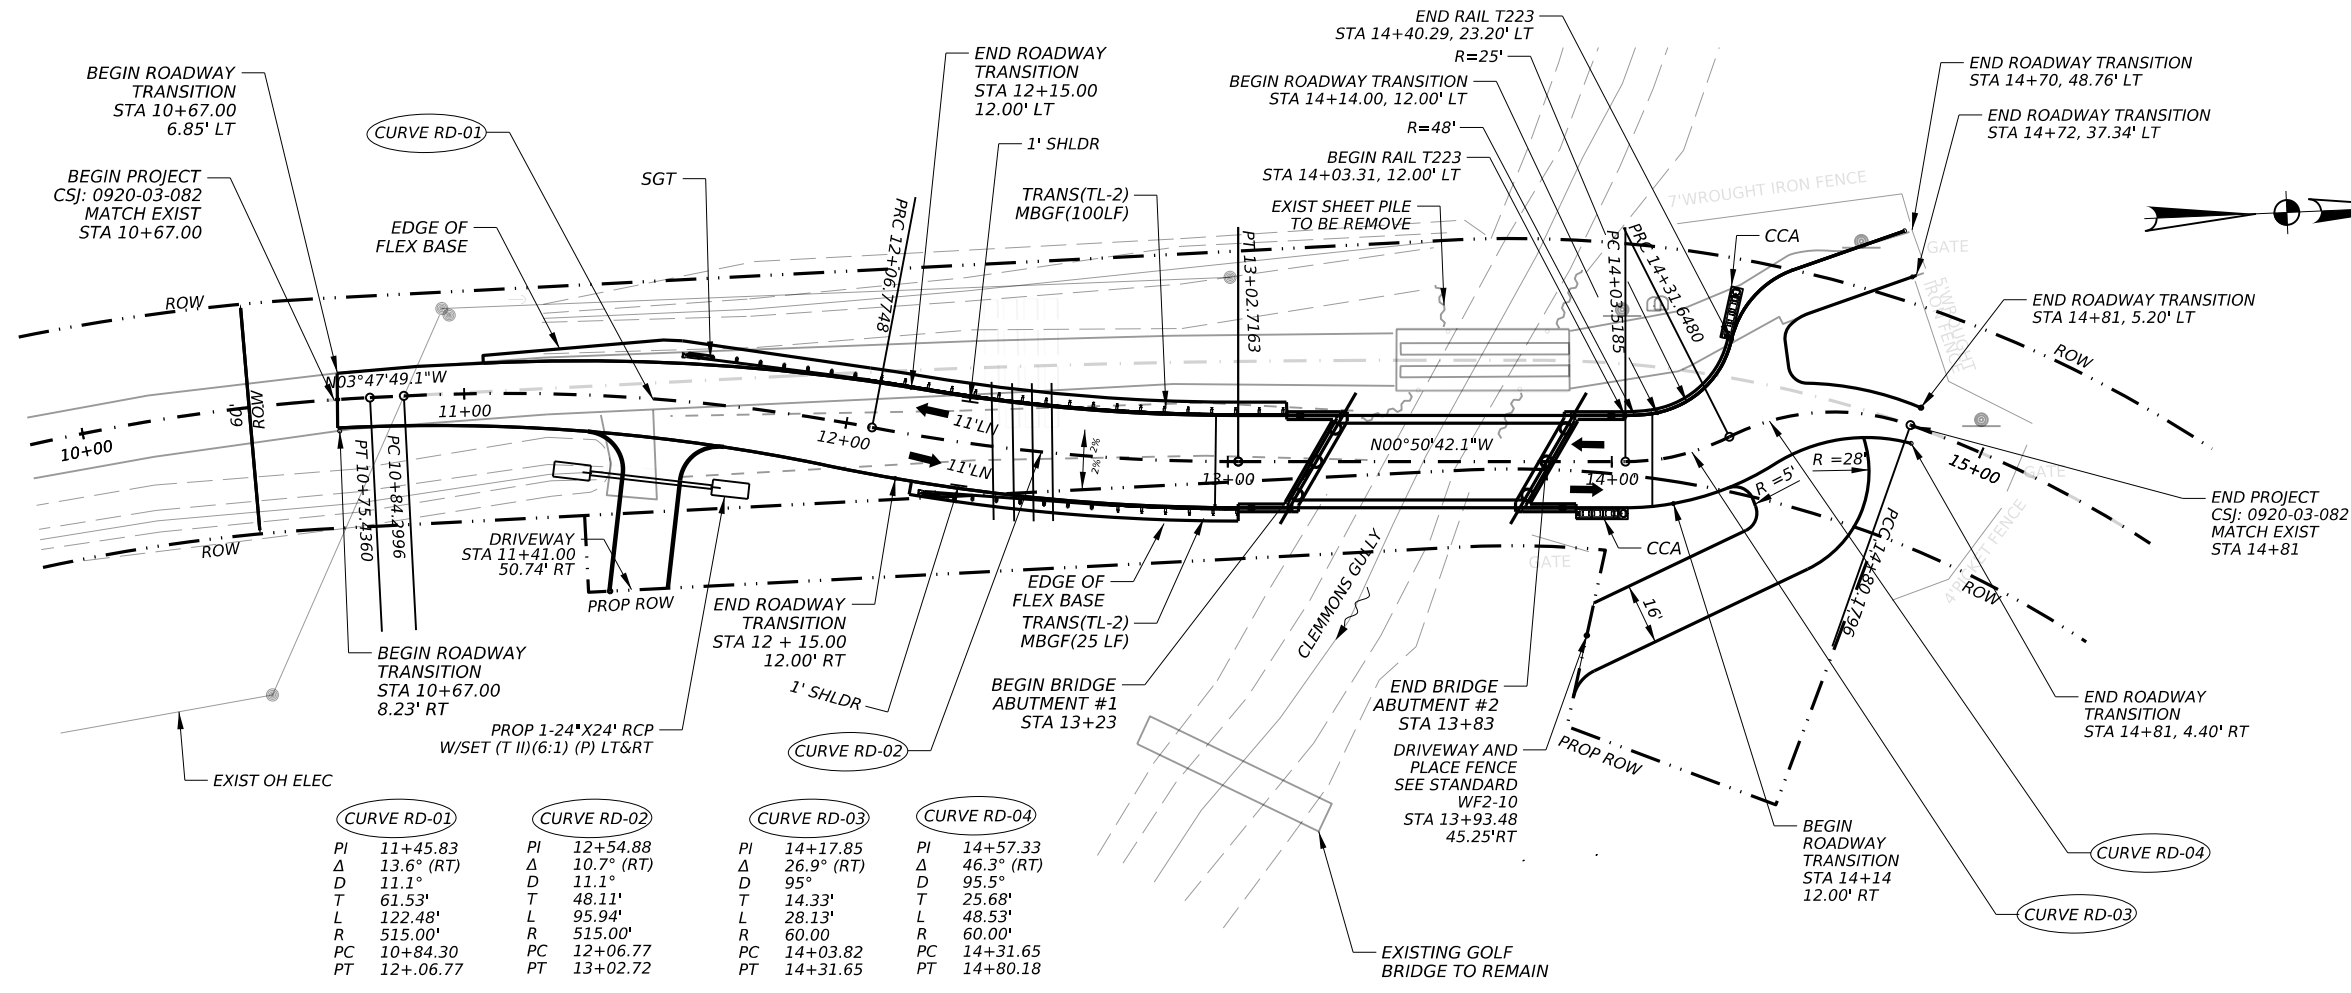 BEGIN ROADWAY
TRANSITION
STA 10+67.00
6.85' LT
BEGIN PROJECT
CSJ: 0920-03-082
MATCH EXIST
STA 10+67.00
CURVE RD-01
EDGE OF
FLEX BASE
SGT
END ROADWAY
TRANSITION
STA 12+15.00
12.00' LT
1' SHLDR
TRANS(TL-2)
MBGF(100LF)
END RAIL T223
STA 14+40.29, 23.20' LT
R=25'
BEGIN ROADWAY TRANSITION
STA 14+14.00, 12.00' LT
R=48'
BEGIN RAIL T223
STA 14+03.31, 12.00' LT
EXIST SHEET PILE
TO BE REMOVE
7'WROUGHT IRON FENCE
CCA
END ROADWAY TRANSITION
STA 14+70, 48.76' LT
END ROADWAY TRANSITION
STA 14+72, 37.34' LT
GATE
5'WROUGHT
IRON FENCE
END ROADWAY TRANSITION
STA 14+81, 5.20' LT
ROW
ROW
60'
ROW
ROW
10+00
N03°47'49.1"W
11+00
PT 10+75.4360
PC 10+84.2996
12+00
PRC 12+06.7748
11'LN
11'LN
2%
2%
PT 13+02.7163
13+00
N00°50'42.1"W
14+00
PC 14+03.5185
PRC 14+31.6480
R =28'
R =5'
15+00
GATE
PCC 14+80.1796
4'PICKET FENCE
ROW
16'
GATE
CCA
END PROJECT
CSJ: 0920-03-082
MATCH EXIST
STA 14+81
END ROADWAY
TRANSITION
STA 14+81, 4.40' RT
DRIVEWAY
STA 11+41.00
50.74' RT
PROP ROW
BEGIN ROADWAY
TRANSITION
STA 10+67.00
8.23' RT
END ROADWAY
TRANSITION
STA 12 + 15.00
12.00' RT
1' SHLDR
PROP 1-24"X24' RCP
W/SET (T II)(6:1) (P) LT&RT
EDGE OF
FLEX BASE
TRANS(TL-2)
MBGF(25 LF)
BEGIN BRIDGE
ABUTMENT #1
STA 13+23
CURVE RD-02
CLEMMONS GULLY
END BRIDGE
ABUTMENT #2
STA 13+83
DRIVEWAY AND
PLACE FENCE
SEE STANDARD
WF2-10
STA 13+93.48
45.25'RT
PROP ROW
BEGIN
ROADWAY
TRANSITION
STA 14+14
12.00' RT
CURVE RD-04
CURVE RD-03
EXISTING GOLF
BRIDGE TO REMAIN
EXIST OH ELEC
CURVE RD-01
PI 11+45.83
Δ 13.6° (RT)
D 11.1°
T 61.53'
L 122.48'
R 515.00'
PC 10+84.30
PT 12+.06.77
CURVE RD-02
PI 12+54.88
Δ 10.7° (RT)
D 11.1°
T 48.11'
L 95.94'
R 515.00'
PC 12+06.77
PT 13+02.72
CURVE RD-03
PI 14+17.85
Δ 26.9° (RT)
D 95°
T 14.33'
L 28.13'
R 60.00
PC 14+03.82
PT 14+31.65
CURVE RD-04
PI 14+57.33
Δ 46.3° (RT)
D 95.5°
T 25.68'
L 48.53'
R 60.00'
PC 14+31.65
PT 14+80.18